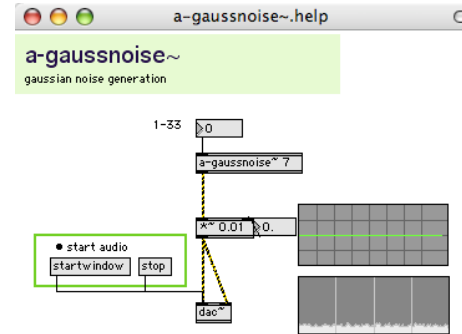 a-gaussnoise~.help
a-gaussnoise~
gaussian noise generation
1-33
0
a-gaussnoise~ 7
*~ 0.01
0.
start audio
startwindow
stop
dac~